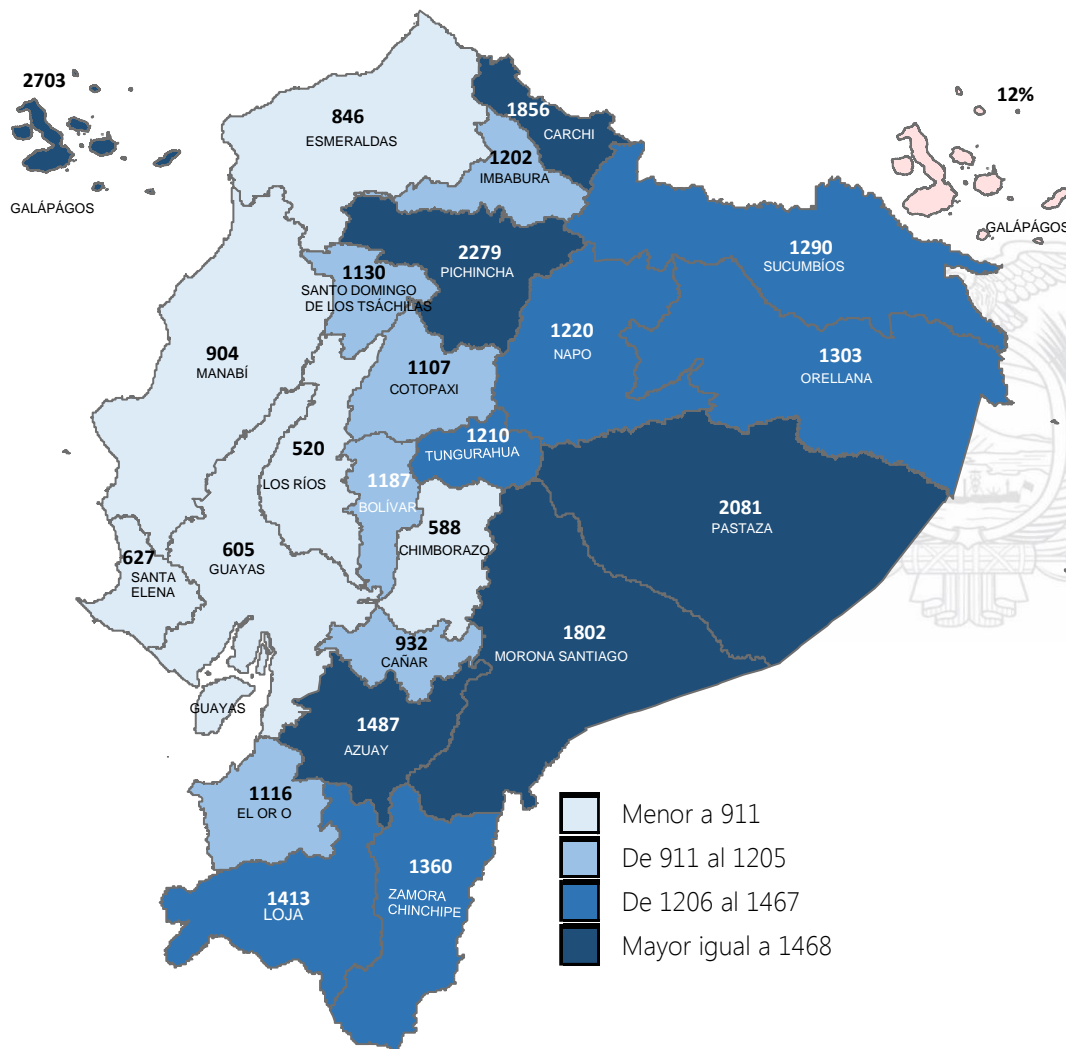 2703
GALÁPÁGOS
12%
GALÁPÁGOS
846
ESMERALDAS
1856
CARCHI
1202
IMBABURA
2279
PICHINCHA
1290
SUCUMBÍOS
1130
SANTO DOMINGO
DE LOS TSÁCHILAS
904
MANABÍ
1220
NAPO
1303
ORELLANA
1107
COTOPAXI
520
LOS RÍOS
1210
TUNGURAHUA
1187
BOLÍVAR
588
CHIMBORAZO
2081
PASTAZA
627
SANTA
ELENA
605
GUAYAS
932
CAÑAR
1802
MORONA SANTIAGO
GUAYAS
1487
AZUAY
1116
EL OR O
1413
LOJA
1360
ZAMORA
CHINCHIPE
Menor a 911
De 911 al 1205
De 1206 al 1467
Mayor igual a 1468